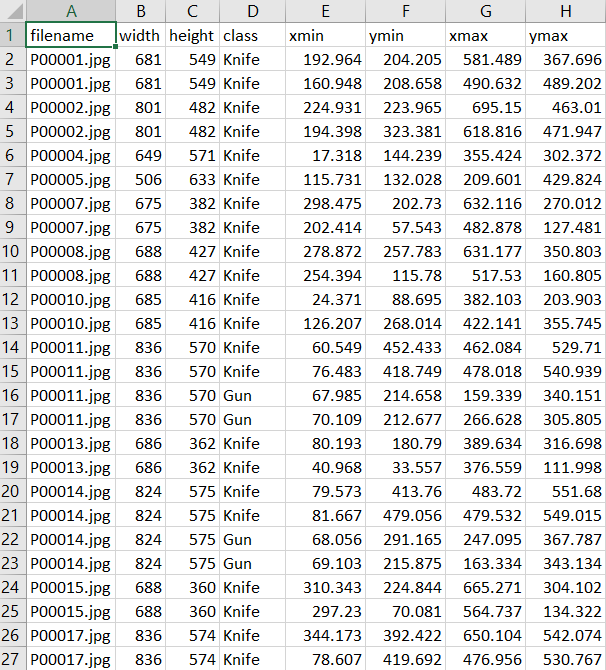 A B C D E F G H
1 filename width height class xmin ymin xmax ymax
2 P00001.jpg 681 549 Knife 192.964 204.205 581.489 367.696
3 P00001.jpg 681 549 Knife 160.948 208.658 490.632 489.202
4 P00002.jpg 801 482 Knife 224.931 223.965 695.15 463.01
5 P00002.jpg 801 482 Knife 194.398 323.381 618.816 471.947
6 P00004.jpg 649 571 Knife 17.318 144.239 355.424 302.372
7 P00005.jpg 506 633 Knife 115.731 132.028 209.601 429.824
8 P00007.jpg 675 382 Knife 298.475 202.73 632.116 270.012
9 P00007.jpg 675 382 Knife 202.414 57.543 482.878 127.481
10 P00008.jpg 688 427 Knife 278.872 257.783 631.177 350.803
11 P00008.jpg 688 427 Knife 254.394 115.78 517.53 160.805
12 P00010.jpg 685 416 Knife 24.371 88.695 382.103 203.903
13 P00010.jpg 685 416 Knife 126.207 268.014 422.141 355.745
14 P00011.jpg 836 570 Knife 60.549 452.433 462.084 529.71
15 P00011.jpg 836 570 Knife 76.483 418.749 478.018 540.939
16 P00011.jpg 836 570 Gun 67.985 214.658 159.339 340.151
17 P00011.jpg 836 570 Gun 70.109 212.677 266.628 305.805
18 P00013.jpg 686 362 Knife 80.193 180.79 389.634 316.698
19 P00013.jpg 686 362 Knife 40.968 33.557 376.559 111.998
20 P00014.jpg 824 575 Knife 79.573 413.76 483.72 551.68
21 P00014.jpg 824 575 Knife 81.667 479.056 479.532 549.015
22 P00014.jpg 824 575 Gun 68.056 291.165 247.095 367.787
23 P00014.jpg 824 575 Gun 69.103 215.875 163.334 343.134
24 P00015.jpg 688 360 Knife 310.343 224.844 665.271 304.102
25 P00015.jpg 688 360 Knife 297.23 70.081 564.737 134.322
26 P00017.jpg 836 574 Knife 344.173 392.422 650.104 542.074
27 P00017.jpg 836 574 Knife 78.607 419.692 476.956 530.767